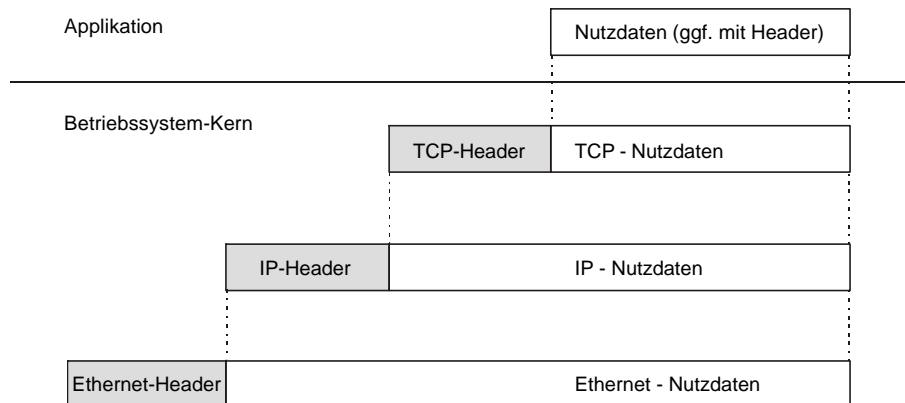 Applikation
Nutzdaten (ggf. mit Header)
Betriebssystem-Kern
TCP-Header
TCP - Nutzdaten
IP-Header
IP - Nutzdaten
Ethernet-Header
Ethernet - Nutzdaten